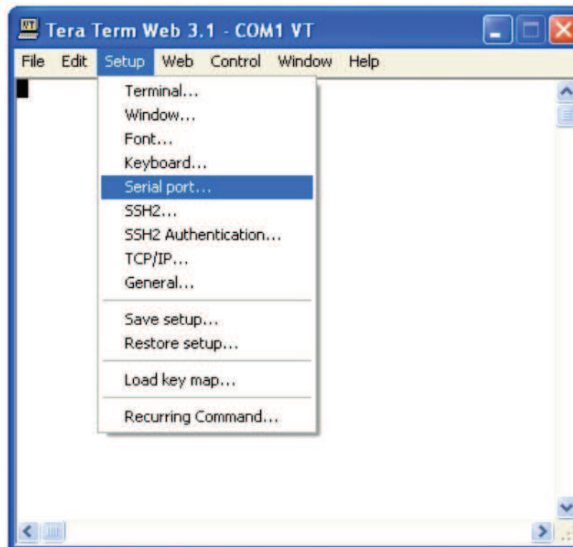 Tera Term Web 3.1 - COM1 VT
File Edit Setup Web Control Window Help
Terminal...
Window...
Font...
Keyboard...
Serial port...
SSH2...
SSH2 Authentication...
TCP/IP...
General...
Save setup...
Restore setup...
Load key map...
Recurring Command...